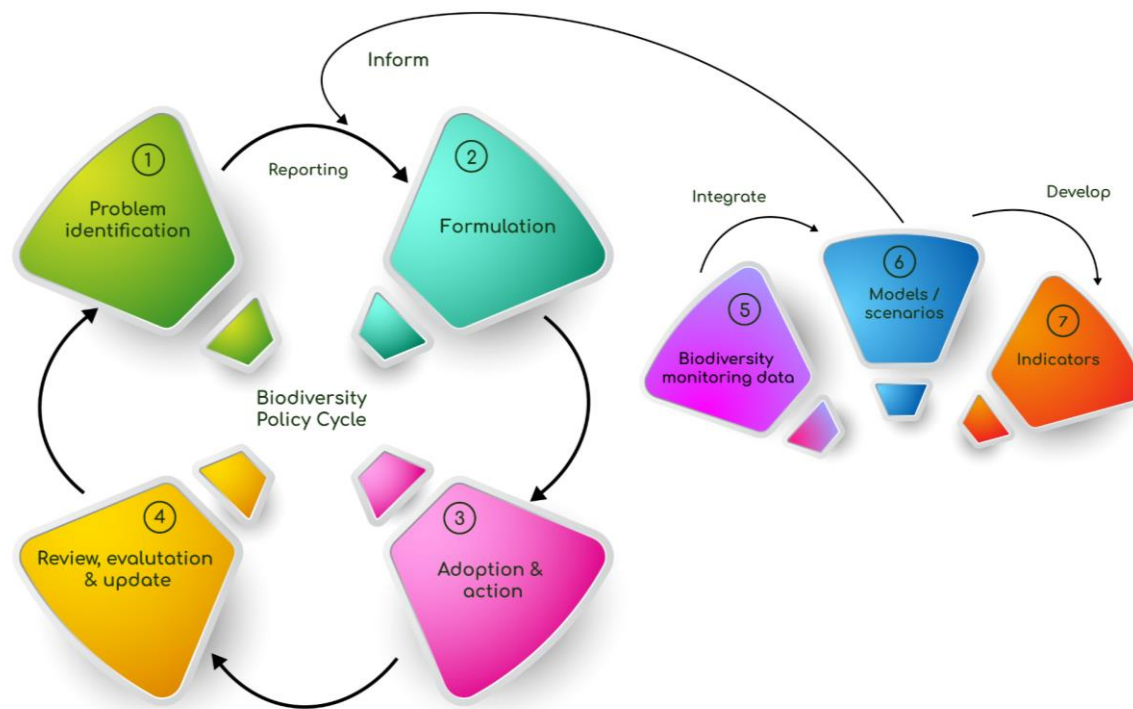 Inform
1
Problem
identification
Reporting
2
Formulation
Biodiversity
Policy Cycle
4
Review, evalutation
& update
3
Adoption &
action
Integrate
Develop
5
Biodiversity
monitoring data
6
Models /
scenarios
7
Indicators